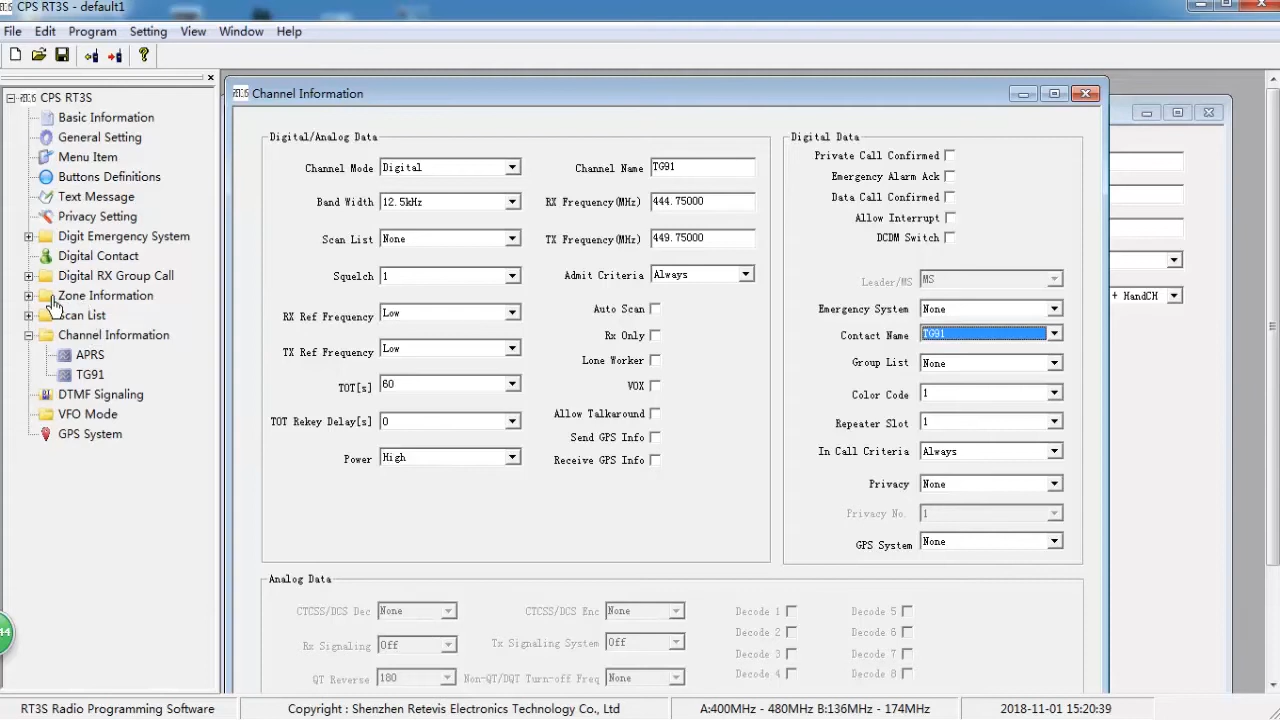 CPS RT3S - default1
File Edit Program Setting View Window Help
CPS RT3S
Basic Information
General Setting
Menu Item
Buttons Definitions
Text Message
Privacy Setting
Digit Emergency System
Digital Contact
Digital RX Group Call
Zone Information
Scan List
Channel Information
APRS
TG91
DTMF Signaling
VFO Mode
GPS System
44
Channel Information
Digital/Analog Data
Channel Mode Digital
Band Width 12.5kHz
Scan List None
Squelch 1
RX Ref Frequency Low
TX Ref Frequency Low
TOT[s] 60
TOT Rekey Delay[s] 0
Power High
Channel Name TG91
RX Frequency(MHz) 444.75000
TX Frequency(MHz) 449.75000
Admit Criteria Always
Auto Scan
Rx Only
Lone Worker
VOX
Allow Talkaround
Send GPS Info
Receive GPS Info
Digital Data
Private Call Confirmed
Emergency Alarm Ack
Data Call Confirmed
Allow Interrupt
DCDM Switch
Leader/MS MS
Emergency System None
Contact Name TG91
Group List None
Color Code 1
Repeater Slot 1
In Call Criteria Always
Privacy None
Privacy No. 1
GPS System None
+ HandCH
Analog Data
CTCSS/DCS Dec None CTCSS/DCS Enc None Decode 1 Decode 5
Rx Signaling Off Tx Signaling System Off Decode 2 Decode 6
Decode 3 Decode 7
QT Reverse 180 Non-QT/DQT Turn-off Freq None Decode 4 Decode 8
RT3S Radio Programming Software Copyright : Shenzhen Retevis Electronics Technology Co., Ltd A:400MHz - 480MHz B:136MHz - 174MHz 2018-11-01 15:20:39